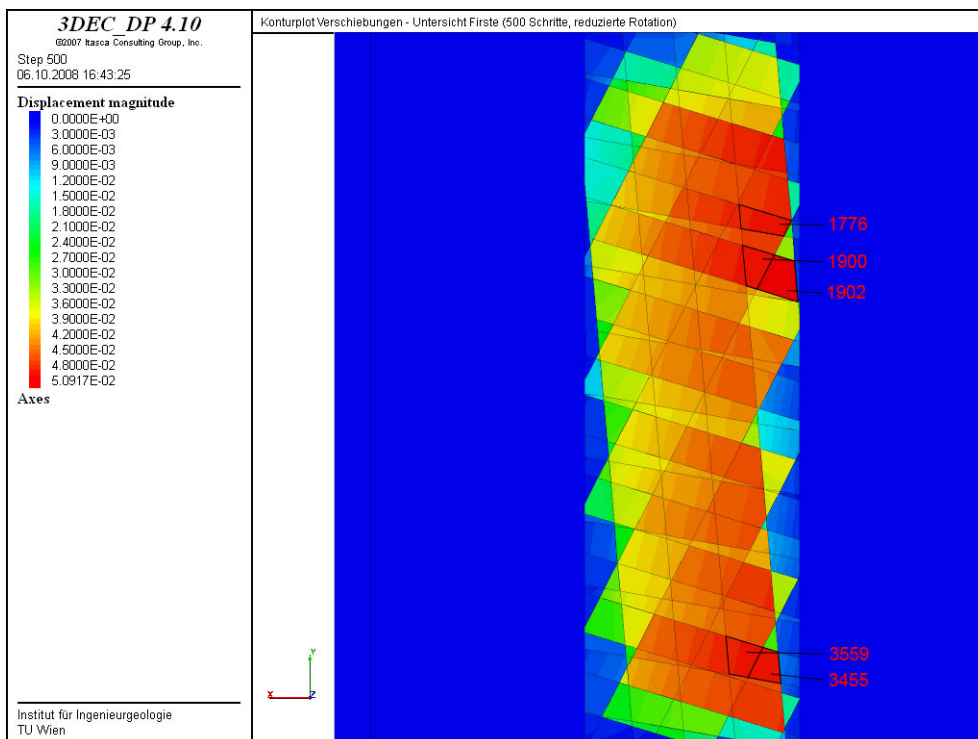 3DEC_DP 4.10
©2007 Itasca Consulting Group, Inc.
Step 500
06.10.2008 16:43:25
Displacement magnitude
0.0000E+00
3.0000E-03
6.0000E-03
9.0000E-03
1.2000E-02
1.5000E-02
1.8000E-02
2.1000E-02
2.4000E-02
2.7000E-02
3.0000E-02
3.3000E-02
3.6000E-02
3.9000E-02
4.2000E-02
4.5000E-02
4.8000E-02
5.0917E-02
Axes
Institut für Ingenieurgeologie
TU Wien
Konturplot Verschiebungen - Untersicht Firste (500 Schritte, reduzierte Rotation)
1776
1900
1902
3559
3455
Y
X
Z